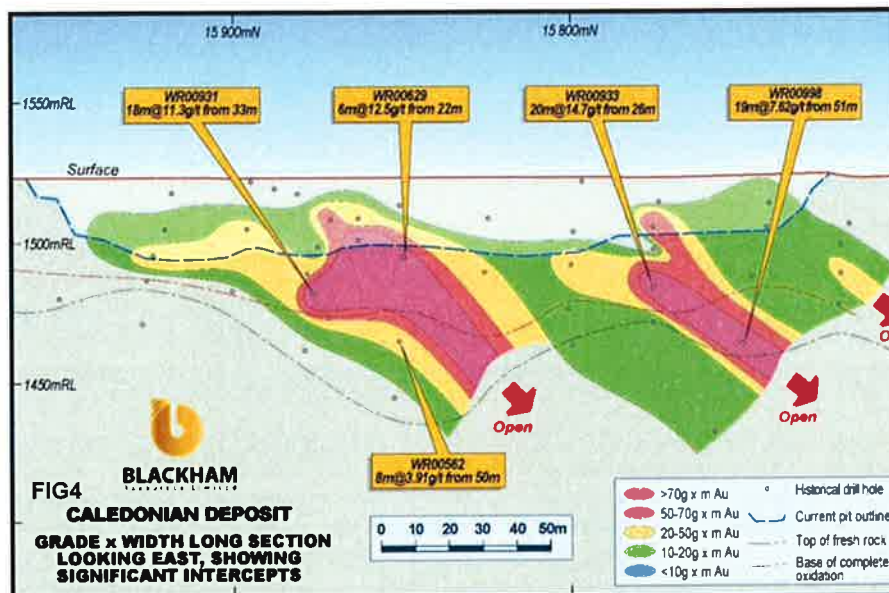 15 900mN
15 800mN
1550mRL
WR00931
18m@11.3g/t from 33m
WR00629
6m@12.5g/t from 22m
WR00933
20m@14.7g/t from 26m
WR00998
19m@7.62g/t from 51m
Surface
1500mRL
1450mRL
Open
Open
WR00562
8m@3.91g/t from 50m
BLACKHAM
FIG4
CALEDONIAN DEPOSIT
GRADE x WIDTH LONG SECTION
LOOKING EAST, SHOWING
SIGNIFICANT INTERCEPTS
0 10 20 30 40 50m
>70g x m Au
50-70g x m Au
20-50g x m Au
10-20g x m Au
<10g x m Au
Historical drill hole
Current pit outline
Top of fresh rock
Base of complete
oxidation